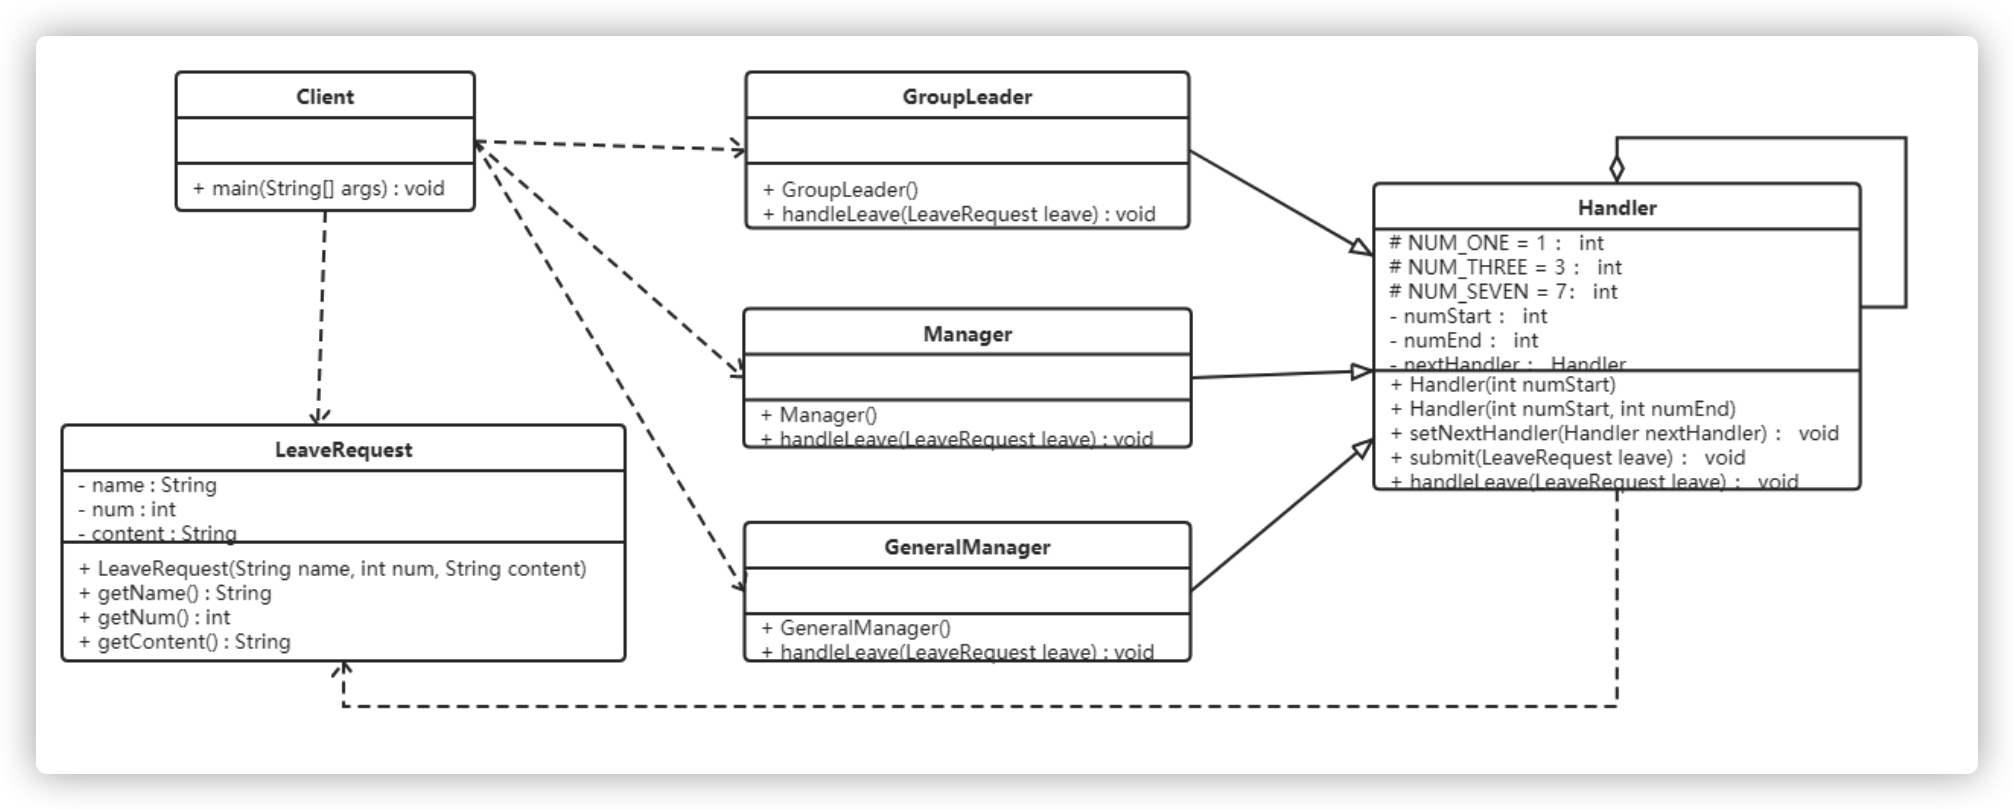 Client
+ main(String[] args) : void
GroupLeader
+ GroupLeader()
+ handleLeave(LeaveRequest leave) : void
Handler
# NUM_ONE = 1 : int
# NUM_THREE = 3 : int
# NUM_SEVEN = 7: int
- numStart : int
- numEnd : int
- nextHandler : Handler
+ Handler(int numStart)
+ Handler(int numStart, int numEnd)
+ setNextHandler(Handler nextHandler) : void
+ submit(LeaveRequest leave) : void
+ handleLeave(LeaveRequest leave) : void
Manager
+ Manager()
+ handleLeave(LeaveRequest leave) : void
LeaveRequest
- name : String
- num : int
- content : String
+ LeaveRequest(String name, int num, String content)
+ getName() : String
+ getNum() : int
+ getContent() : String
GeneralManager
+ GeneralManager()
+ handleLeave(LeaveRequest leave) : void